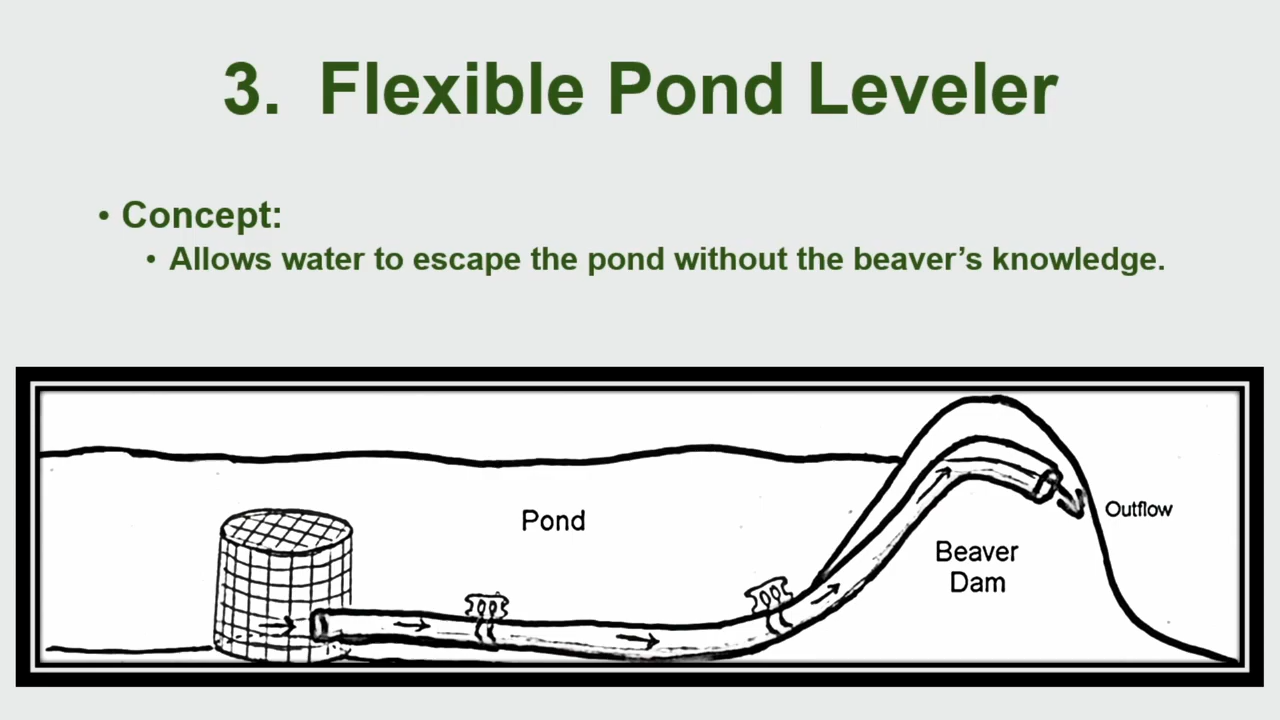 3. Flexible Pond Leveler
• Concept:
• Allows water to escape the pond without the beaver’s knowledge.
Pond
Outflow
Beaver
Dam